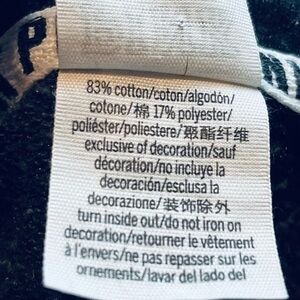 P
83% cotton/coton/algodón/
cotone/棉 17% polyester/
poliéster/poliestere/聚酯纤维
exclusive of decoration/sauf
décoration/no incluye la
decoración/esclusa la
decorazione/装饰除外
turn inside out/do not iron on
decoration/retourner le vêtement
à l'envers/ne pas repasser sur les
ornements/lavar del lado del